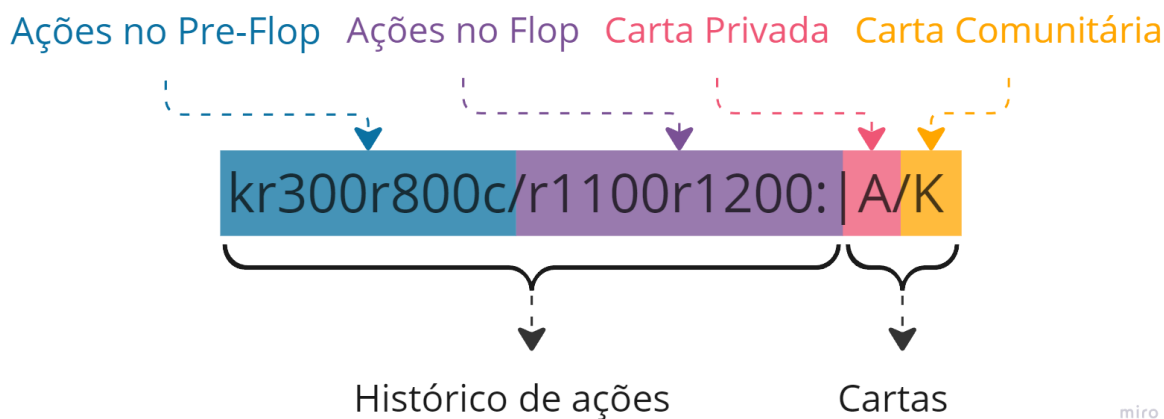 Ações no Pre-Flop Ações no Flop Carta Privada Carta Comunitária
kr300r800c/r1100r1200:|A/K
Histórico de ações Cartas
miro